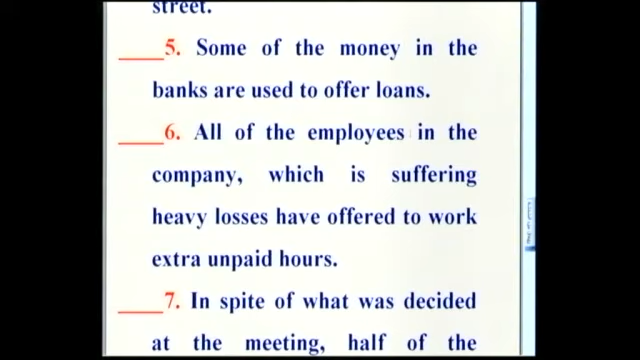 street.
____5. Some of the money in the
banks are used to offer loans.
____6. All of the employees in the
company, which is suffering
heavy losses have offered to work
extra unpaid hours.
____7. In spite of what was decided
at the meeting, half of the